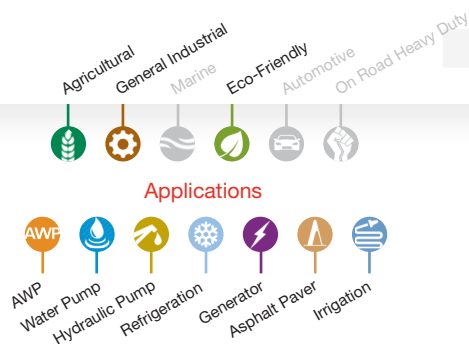 Agricultural
General Industrial
Marine
Eco-Friendly
Automotive
On Road Heavy Duty
Applications
AWP
AWP
Water Pump
Hydraulic Pump
Refrigeration
Generator
Asphalt Paver
Irrigation